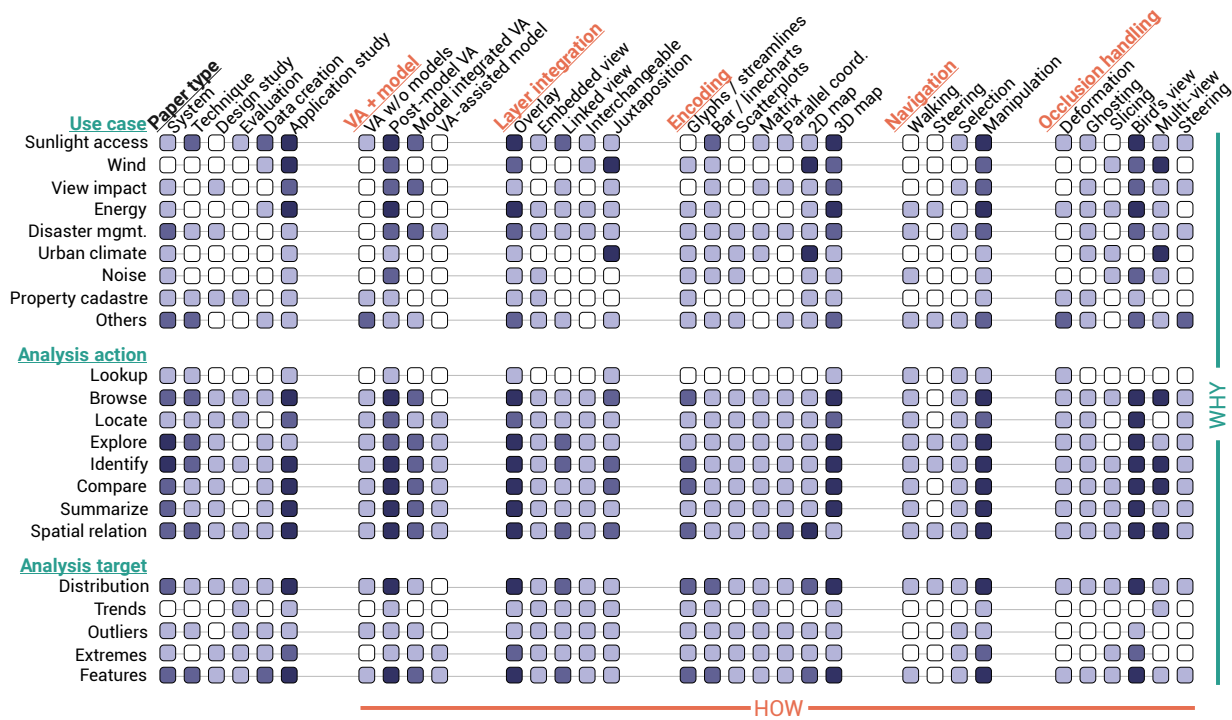 Paper type
System
Technique
Design study
Evaluation
Data creation
Application study
VA + model
VA w/o models
Post-model VA
Model integrated VA
VA-assisted model
Layer integration
Overlay
Embedded view
Linked view
Interchangeable
Juxtaposition
Encoding
Glyphs / streamlines
Bar / linecharts
Scatterplots
Matrix
Parallel coord.
2D map
3D map
Navigation
Walking
Steering
Selection
Manipulation
Occlusion handling
Deformation
Ghosting
Slicing
Bird's view
Multi-view
Steering
Use case
Sunlight access
Wind
View impact
Energy
Disaster mgmt.
Urban climate
Noise
Property cadastre
Others
Analysis action
Lookup
Browse
Locate
Explore
Identify
Compare
Summarize
Spatial relation
Analysis target
Distribution
Trends
Outliers
Extremes
Features
WHY
HOW